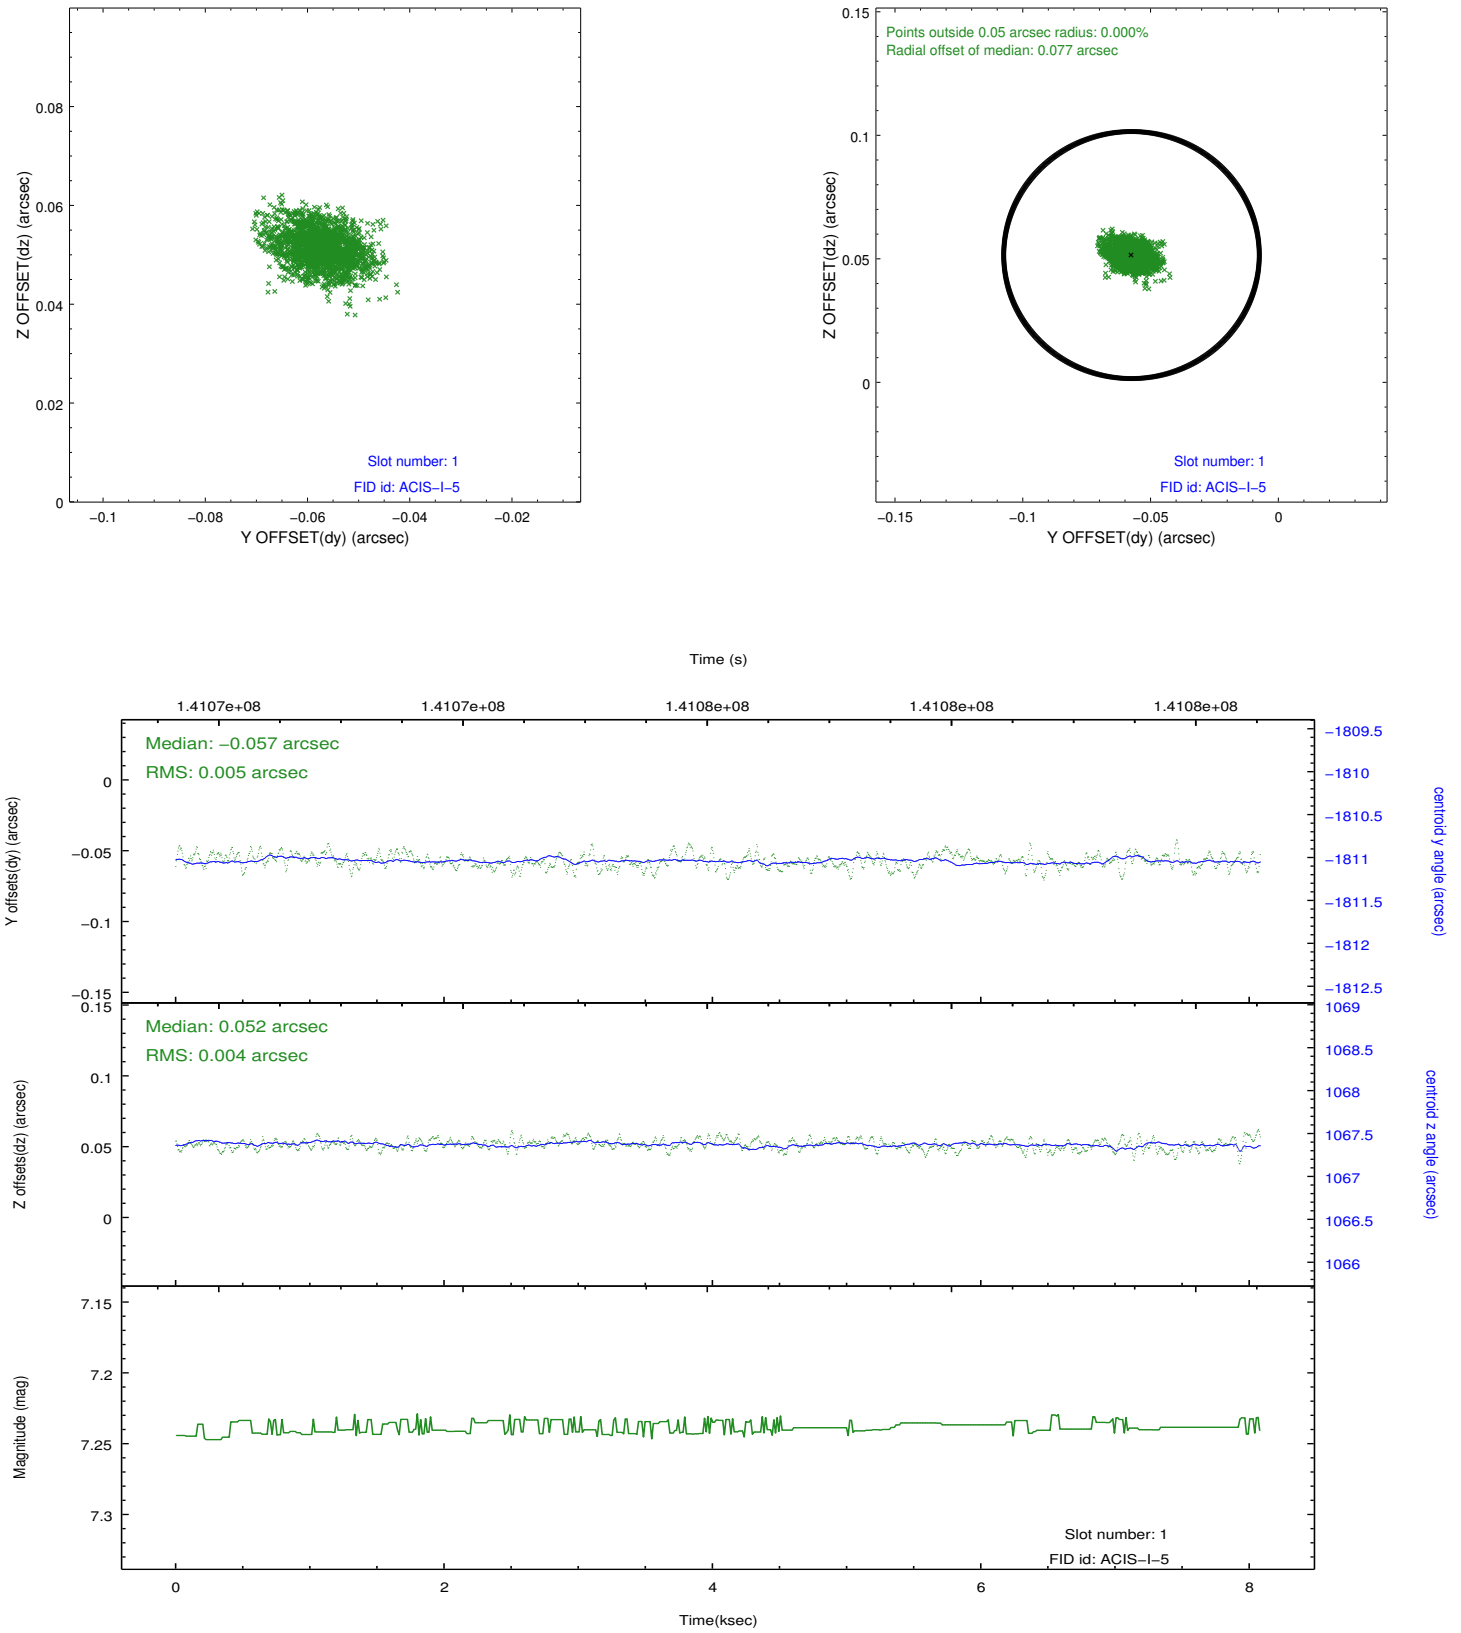 0.08
0.06
0.04
0.02
0
Z OFFSET(dz) (arcsec)
Slot number: 1
FID id: ACIS−I−5
−0.1
−0.08
−0.06
−0.04
−0.02
Y OFFSET(dy) (arcsec)
Points outside 0.05 arcsec radius: 0.000%
Radial offset of median: 0.077 arcsec
0.15
0.1
0.05
0
Z OFFSET(dz) (arcsec)
Slot number: 1
FID id: ACIS−I−5
−0.15
−0.1
−0.05
0
Y OFFSET(dy) (arcsec)
Time (s)
1.4107e+08
1.4107e+08
1.4108e+08
1.4108e+08
1.4108e+08
Median: −0.057 arcsec
RMS: 0.005 arcsec
0
−0.05
−0.1
−0.15
Y offsets(dy) (arcsec)
−1809.5
−1810
−1810.5
−1811
−1811.5
−1812
−1812.5
centroid y angle (arcsec)
Median: 0.052 arcsec
RMS: 0.004 arcsec
0.15
0.1
0.05
0
Z offsets(dz) (arcsec)
1069
1068.5
1068
1067.5
1067
1066.5
1066
centroid z angle (arcsec)
7.15
7.2
7.25
7.3
Magnitude (mag)
Slot number: 1
FID id: ACIS−I−5
0
2
4
6
8
Time(ksec)